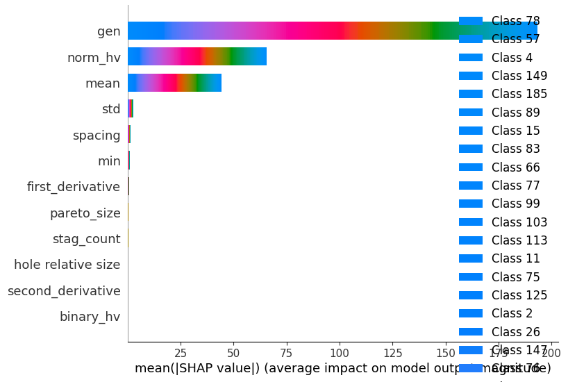 gen
norm_hv
mean
std
spacing
min
first_derivative
pareto_size
stag_count
hole relative size
second_derivative
binary_hv
Class 78
Class 57
Class 4
Class 149
Class 185
Class 89
Class 15
Class 83
Class 66
Class 77
Class 99
Class 103
Class 113
Class 11
Class 75
Class 125
Class 2
Class 26
Class 147
Class 76
25 50 75 100 125 150 175 200
mean(|SHAP value|) (average impact on model output magnitude)